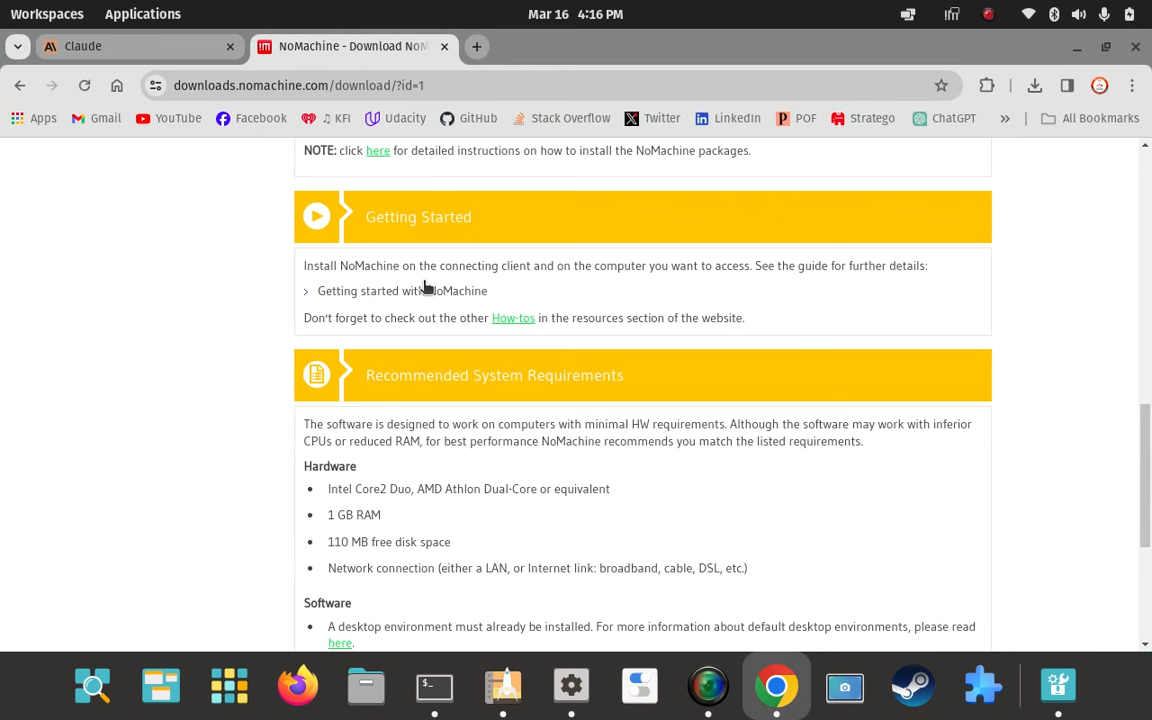 Workspaces Applications Mar 16 4:16 PM
Claude NoMachine - Download NoM
downloads.nomachine.com/download/?id=1
Apps Gmail YouTube Facebook ♫ KFI Udacity GitHub Stack Overflow Twitter LinkedIn POF Stratego ChatGPT » All Bookmarks
NOTE: click here for detailed instructions on how to install the NoMachine packages.
Getting Started
Install NoMachine on the connecting client and on the computer you want to access. See the guide for further details:
Getting started with NoMachine
Don't forget to check out the other How-tos in the resources section of the website.
Recommended System Requirements
The software is designed to work on computers with minimal HW requirements. Although the software may work with inferior
CPUs or reduced RAM, for best performance NoMachine recommends you match the listed requirements.
Hardware
• Intel Core2 Duo, AMD Athlon Dual-Core or equivalent
• 1 GB RAM
• 110 MB free disk space
• Network connection (either a LAN, or Internet link: broadband, cable, DSL, etc.)
Software
• A desktop environment must already be installed. For more information about default desktop environments, please read
here.